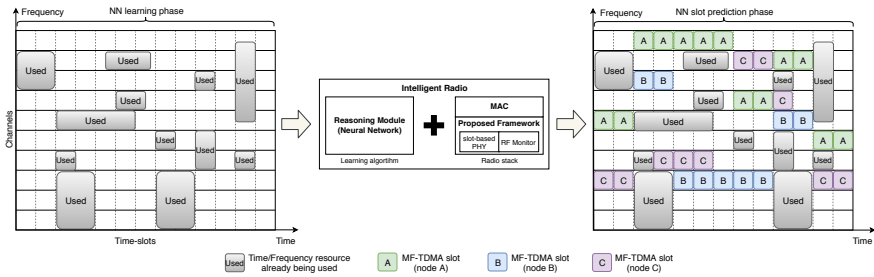 Frequency
NN learning phase
Used
Used
Used
Used
Used
Used
Used
Used
Used
Used
Used
Used
Channels
Time-slots
Time
Intelligent Radio
Reasoning Module
(Neural Network)
Learning algorithm
MAC
Proposed Framework
slot-based
PHY
RF Monitor
Radio stack
Frequency
NN slot prediction phase
A A A A A
Used
Used
C C A A
Used
B B
Used
Used
A A C
A A
Used
B B
Used
Used
A A
Used
C C C
Used
C C
Used
B B B B B
Used
C C
Time
Used
Time/Frequency resource
already being used
A
MF-TDMA slot
(node A)
B
MF-TDMA slot
(node B)
C
MF-TDMA slot
(node C)